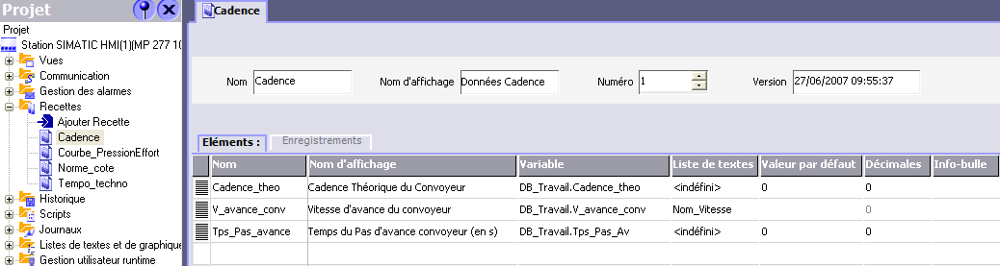 Projet
Projet
Station SIMATIC HMI(1)(MP 277 10
Vues
Communication
Gestion des alarmes
Recettes
Ajouter Recette
Cadence
Courbe_PressionEffort
Norme_cote
Tempo_techno
Historique
Scripts
Journaux
Listes de textes et de graphique
Gestion utilisateur runtime
Cadence
Nom Cadence Nom d'affichage Données Cadence Numéro 1 Version 27/06/2007 09:55:37
Eléments : Enregistrements
Nom Nom d'affichage Variable Liste de textes Valeur par défaut Décimales Info-bulle
Cadence_theo Cadence Théorique du Convoyeur DB_Travail.Cadence_theo <indéfini> 0 0
V_avance_conv Vitesse d'avance du convoyeur DB_Travail.V_avance_conv Nom_Vitesse 0
Tps_Pas_avance Temps du Pas d'avance convoyeur (en s) DB_Travail.Tps_Pas_Av <indéfini> 0 0